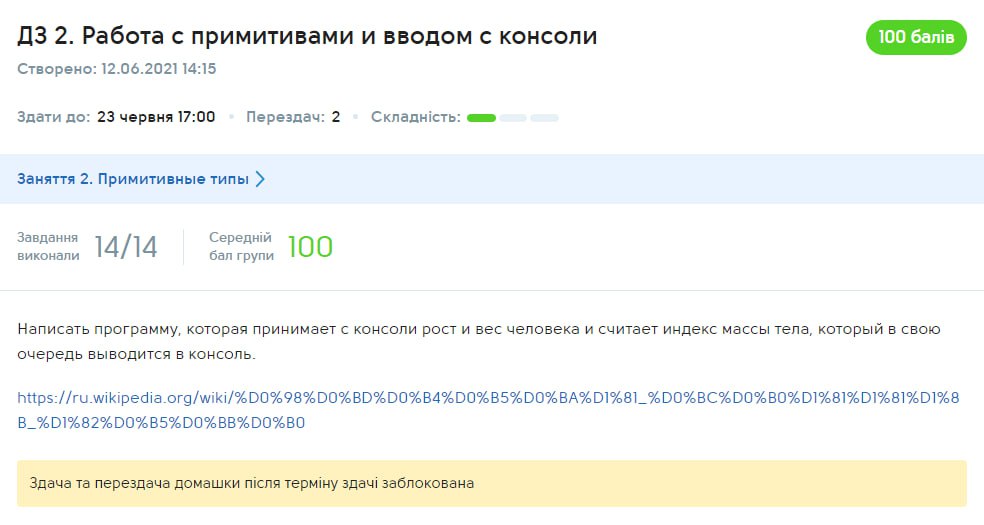 ДЗ 2. Работа с примитивами и вводом с консоли
100 балів
Створено: 12.06.2021 14:15
Здати до: 23 червня 17:00 Перездач: 2 Складність:
Заняття 2. Примитивные типы
Завдання
виконали 14/14
Середній
бал групи 100
Написать программу, которая принимает с консоли рост и вес человека и считает индекс массы тела, который в свою
очередь выводится в консоль.
https://ru.wikipedia.org/wiki/%D0%98%D0%BD%D0%B4%D0%B5%D0%BA%D1%81_%D0%BC%D0%B0%D1%81%D1%81%D1%8
B_%D1%82%D0%B5%D0%BB%D0%B0
Здача та перездача домашки після терміну здачі заблокована